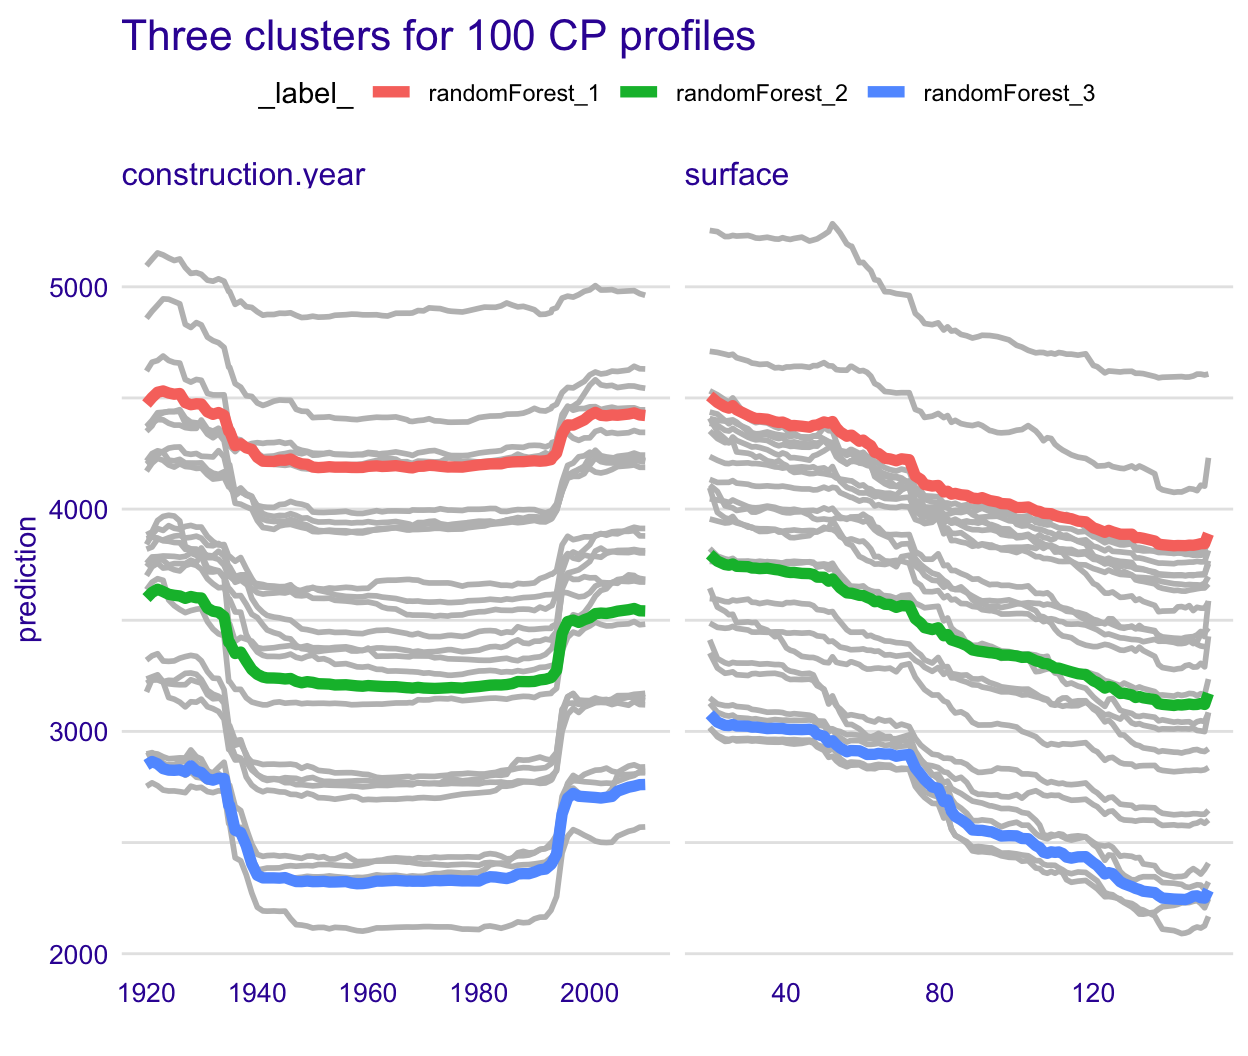 Three clusters for 100 CP profiles
_label_ randomForest_1 randomForest_2 randomForest_3
construction.year surface
prediction
5000
4000
3000
2000
1920 1940 1960 1980 2000 40 80 120